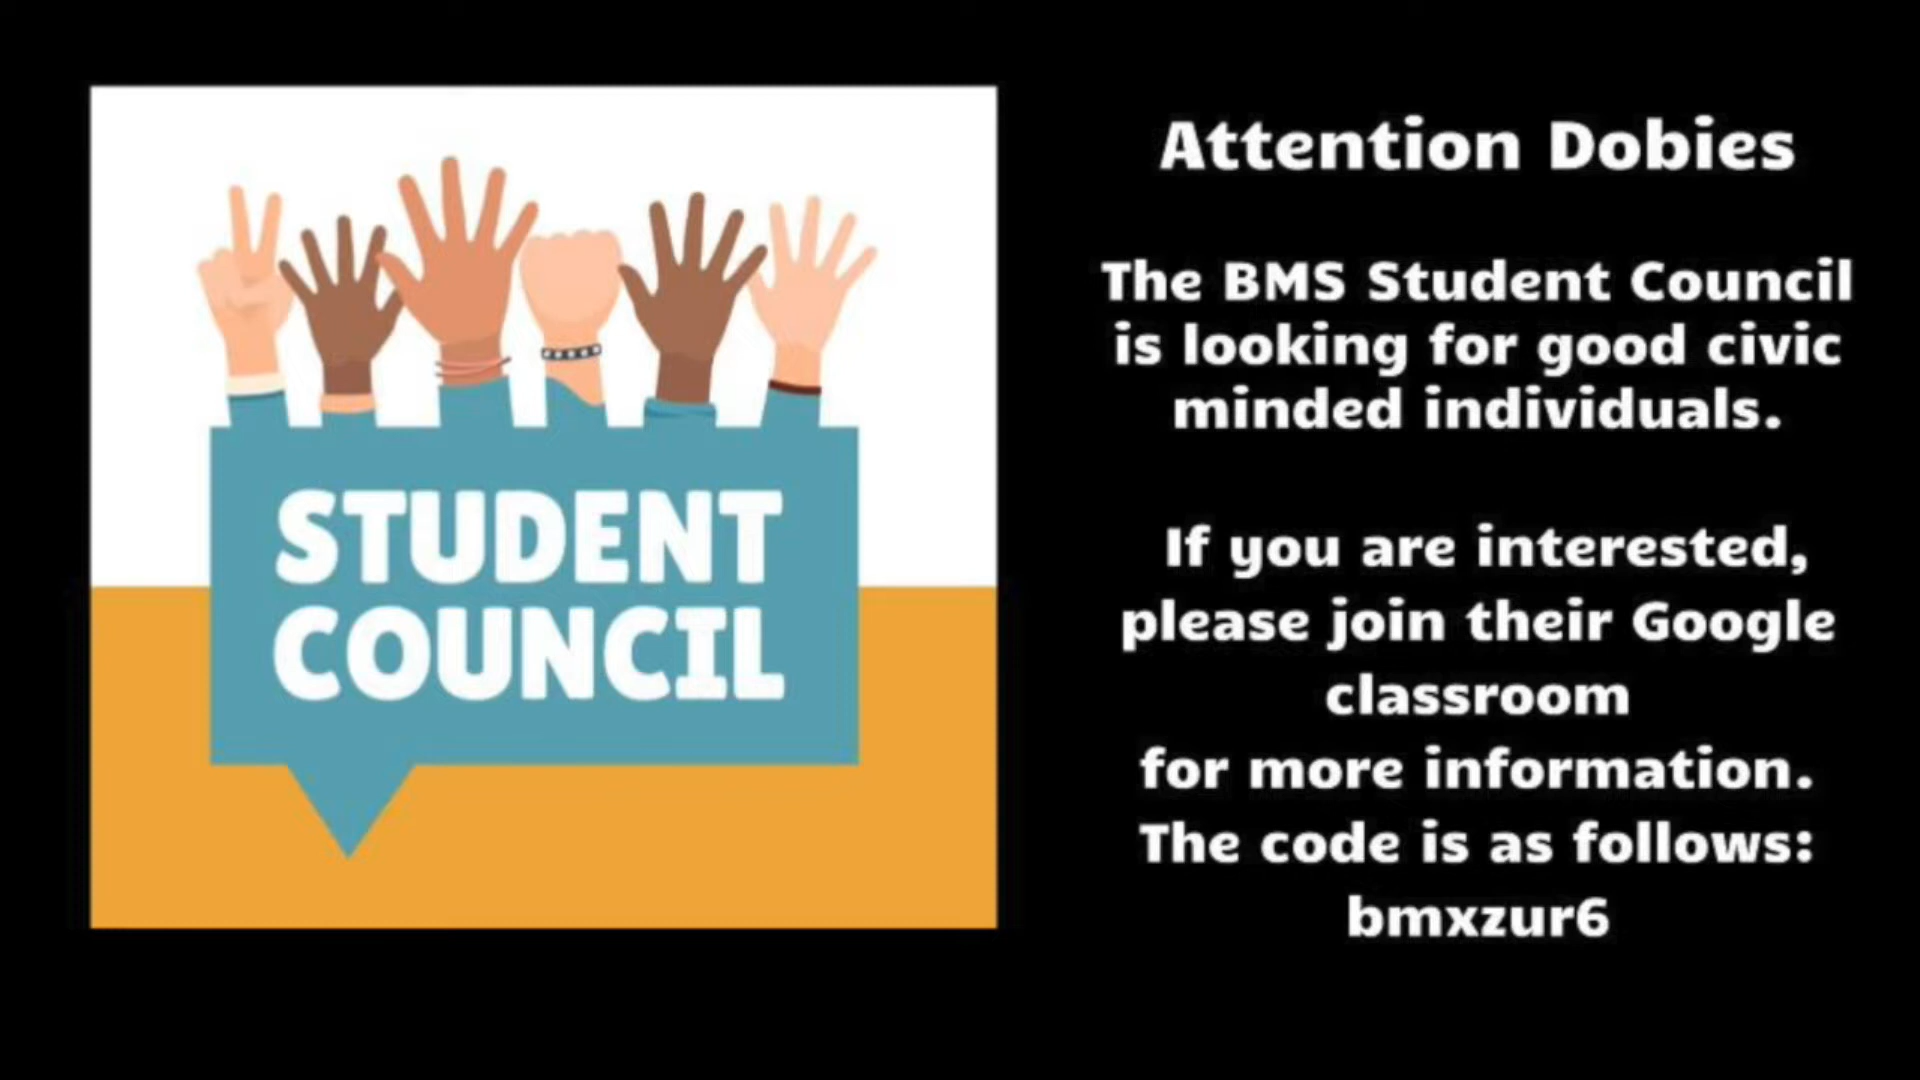 STUDENT
COUNCIL
Attention Dobies
The BMS Student Council
is looking for good civic
minded individuals.
If you are interested,
please join their Google
classroom
for more information.
The code is as follows:
bmxzur6